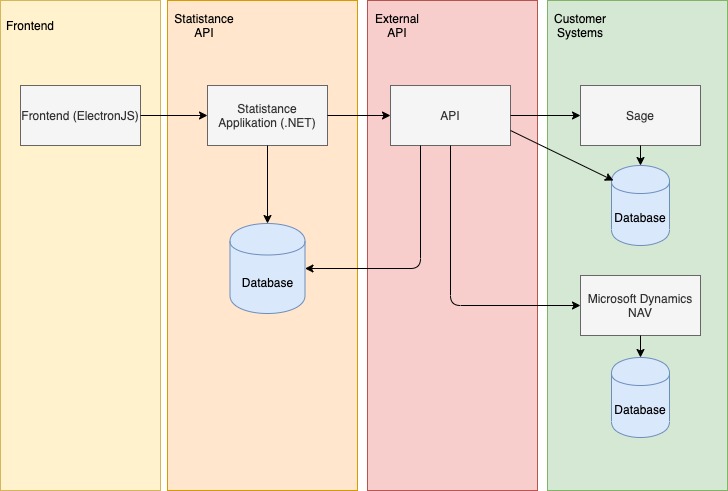 Frontend
Statistance
API
External
API
Customer
Systems
Frontend (ElectronJS)
Statistance
Applikation (.NET)
API
Sage
Database
Database
Microsoft Dynamics
NAV
Database